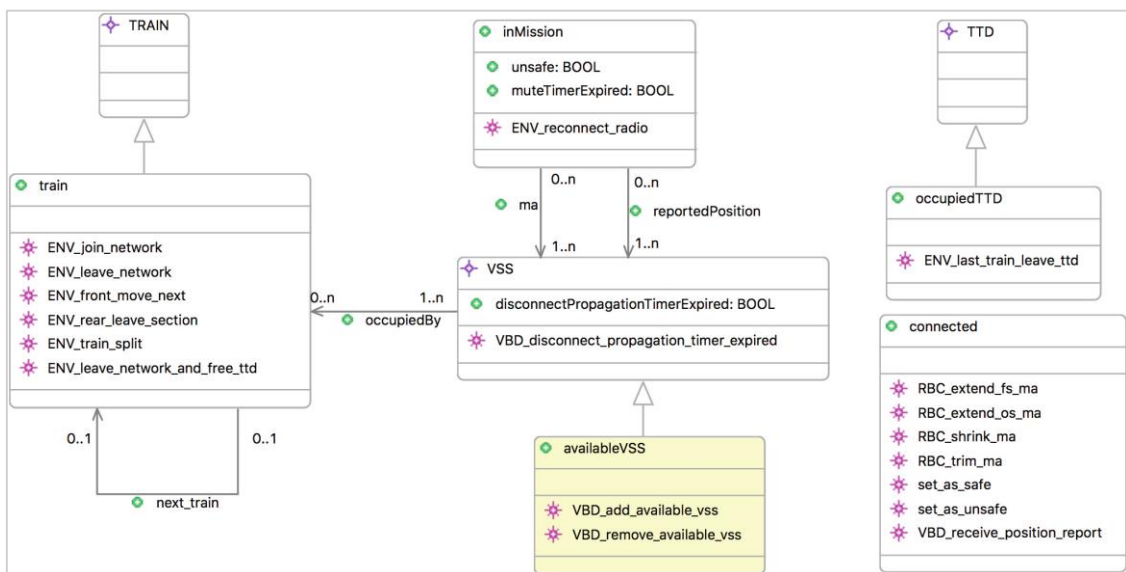 TRAIN
inMission
unsafe: BOOL
muteTimerExpired: BOOL
ENV_reconnect_radio
TTD
train
ENV_join_network
ENV_leave_network
ENV_front_move_next
ENV_rear_leave_section
ENV_train_split
ENV_leave_network_and_free_ttd
0..1
0..1
next_train
0..n
0..n
ma
reportedPosition
1..n
1..n
0..n
1..n
occupiedBy
VSS
disconnectPropagationTimerExpired: BOOL
VBD_disconnect_propagation_timer_expired
availableVSS
VBD_add_available_vss
VBD_remove_available_vss
occupiedTTD
ENV_last_train_leave_ttd
connected
RBC_extend_fs_ma
RBC_extend_os_ma
RBC_shrink_ma
RBC_trim_ma
set_as_safe
set_as_unsafe
VBD_receive_position_report